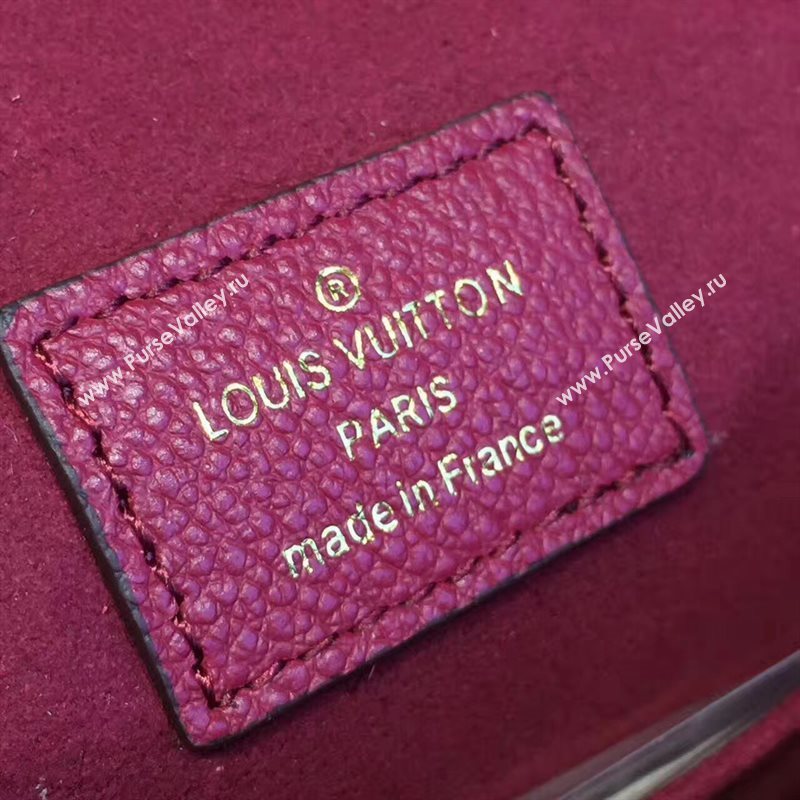 ®
LOUIS VUITTON
PARIS
made in France
www.PurseValley.ru
www.PurseValley.ru